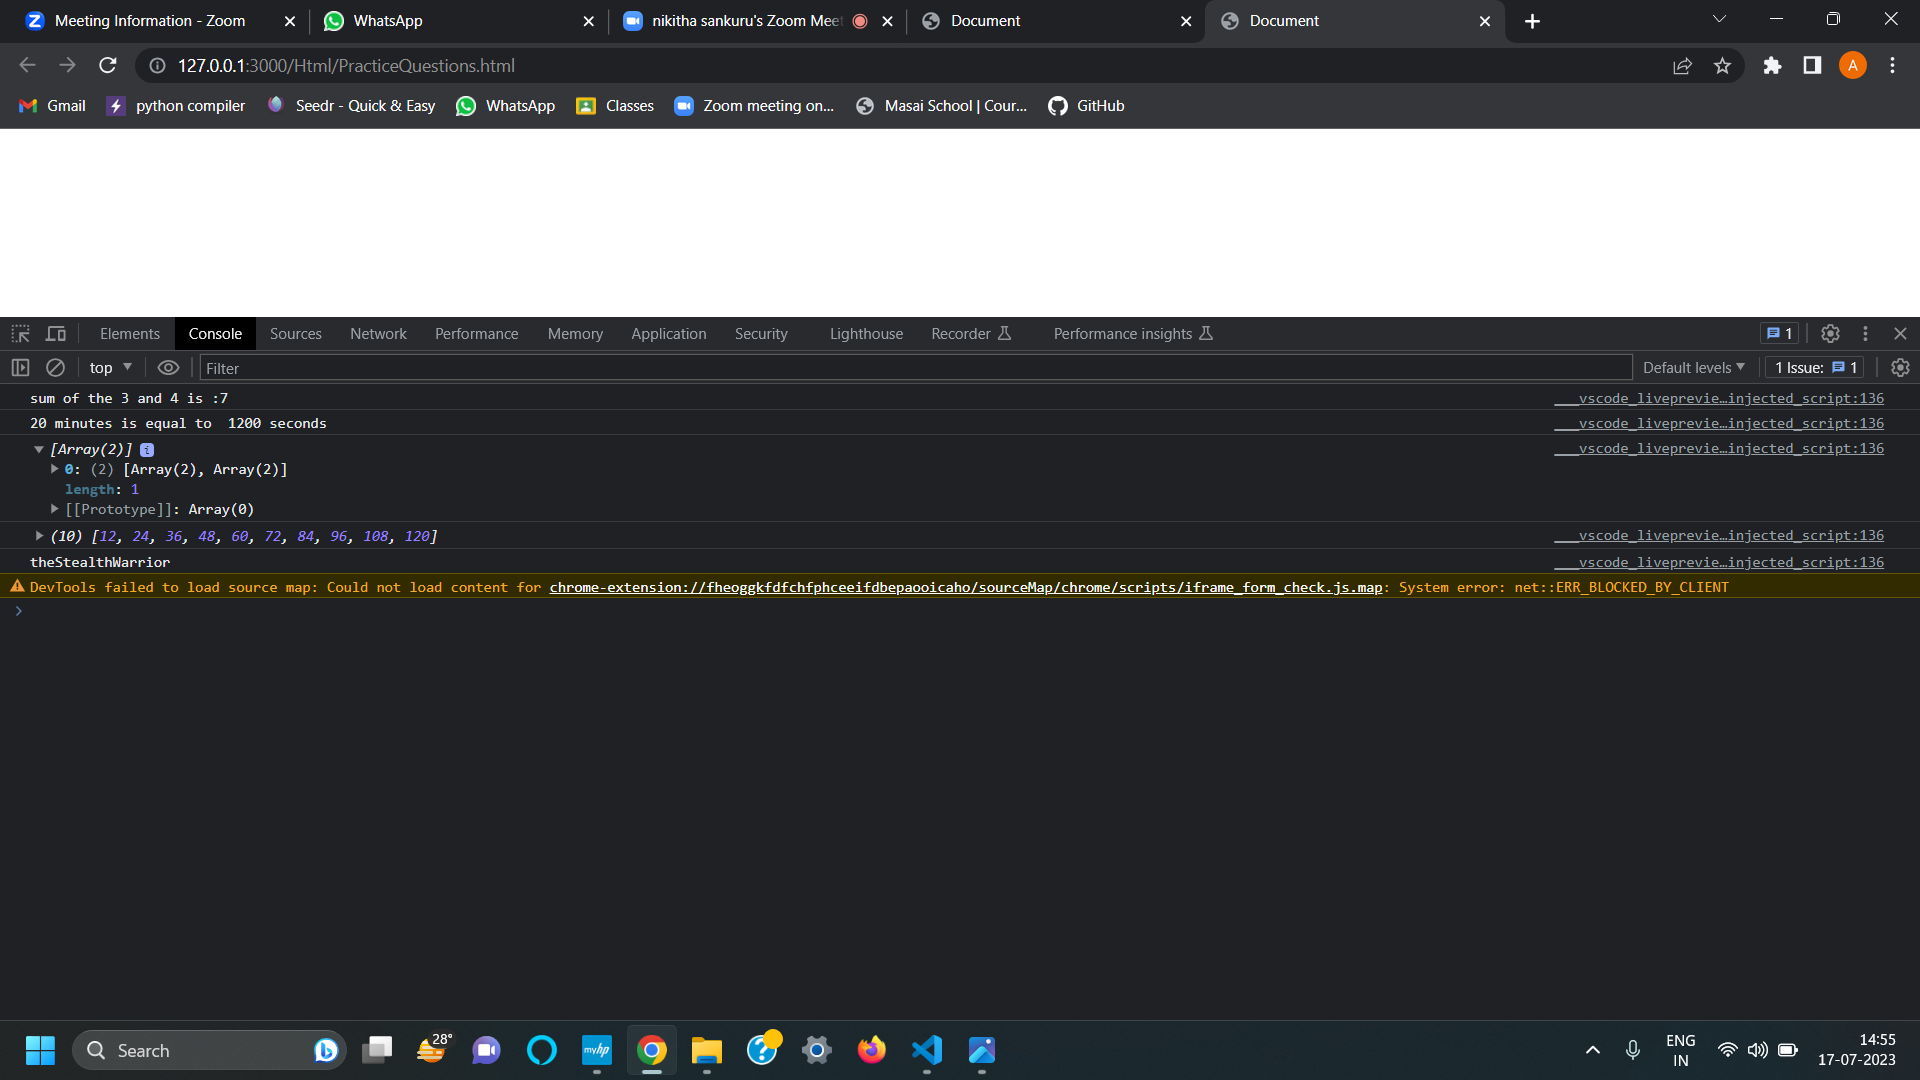 Meeting Information - Zoom
WhatsApp
nikitha sankuru's Zoom Meet
Document
Document
127.0.0.1:3000/Html/PracticeQuestions.html
A
Gmail
python compiler
Seedr - Quick & Easy
WhatsApp
Classes
Zoom meeting on...
Masai School | Cour...
GitHub
Elements
Console
Sources
Network
Performance
Memory
Application
Security
Lighthouse
Recorder
Performance insights
1
top
Filter
Default levels
1 Issue: 1
sum of the 3 and 4 is :7
___vscode_liveprevie…injected_script:136
20 minutes is equal to  1200 seconds
___vscode_liveprevie…injected_script:136
[Array(2)] i
___vscode_liveprevie…injected_script:136
0: (2) [Array(2), Array(2)]
length: 1
[[Prototype]]: Array(0)
(10) [12, 24, 36, 48, 60, 72, 84, 96, 108, 120]
___vscode_liveprevie…injected_script:136
theStealthWarrior
___vscode_liveprevie…injected_script:136
DevTools failed to load source map: Could not load content for chrome-extension://fheoggkfdfchfphceeifdbepaooicaho/sourceMap/chrome/scripts/iframe_form_check.js.map: System error: net::ERR_BLOCKED_BY_CLIENT
Search
28°
myhp
ENG
IN
14:55
17-07-2023